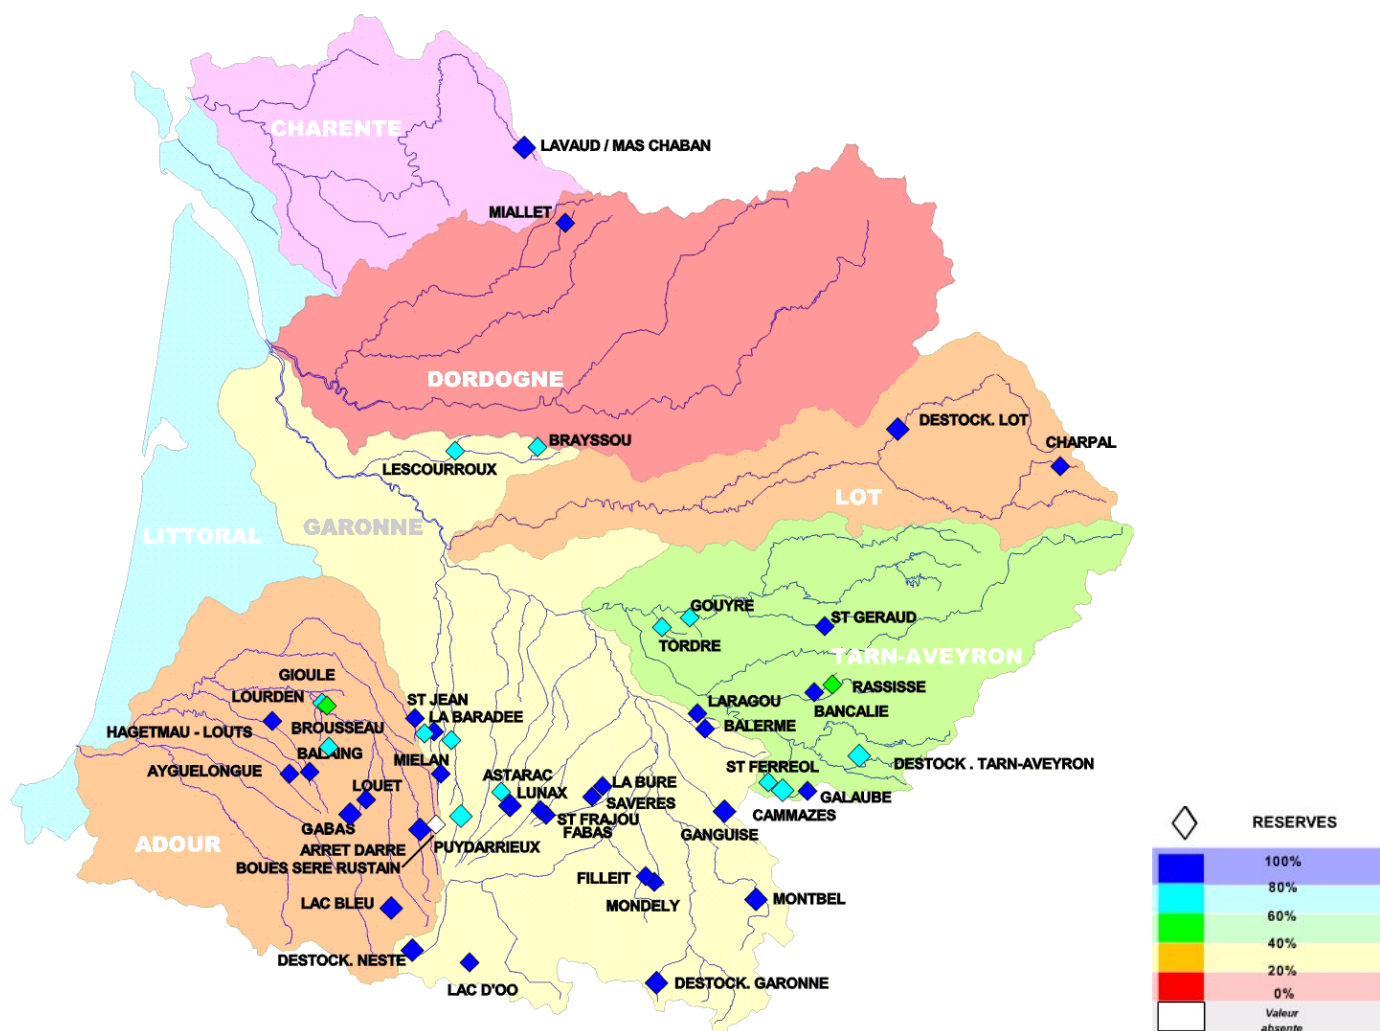 CHARENTE
LAVAUD / MAS CHABAN
MIALLET
DORDOGNE
DESTOCK. LOT
BRAYSSOU
CHARPAL
LESCOURROUX
LOT
GARONNE
LITTORAL
GOUYRE
ST GERAUD
TORDRE
TARN-AVEYRON
GIOULE
RASSISSE
LOURDEN
ST JEAN
LARAGOU
BANCALIE
LA BARADEE
HAGETMAU - LOUTS
BROUSSEAU
BALERME
BALAING
MIELAN
ST FERREOL
DESTOCK . TARN-AVEYRON
AYGUELONGUE
ASTARAC
LOUET
LUNAX
LA BURE
GALAUBE
SAVERES
CAMMAZES
ST FRAJOU
GABAS
FABAS
GANGUISE
RESERVES
ADOUR
ARRET DARRE
PUYDARRIEUX
BOUES SERE RUSTAIN
100%
FILLEIT
80%
LAC BLEU
MONDELY
MONTBEL
60%
40%
DESTOCK. NESTE
20%
LAC D'OO
DESTOCK. GARONNE
0%
Valeur
absente